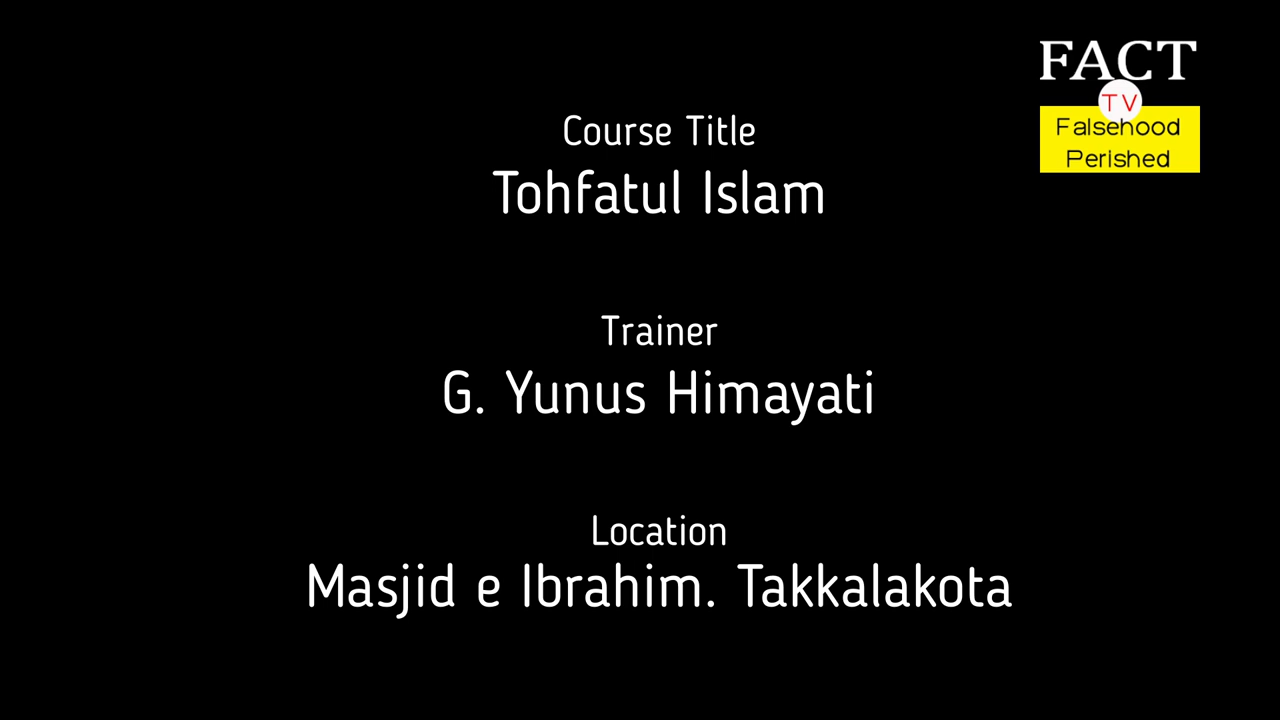 FACT
TV
Falsehood
Perished
Course Title
Tohfatul Islam
Trainer
G. Yunus Himayati
Location
Masjid e Ibrahim. Takkalakota